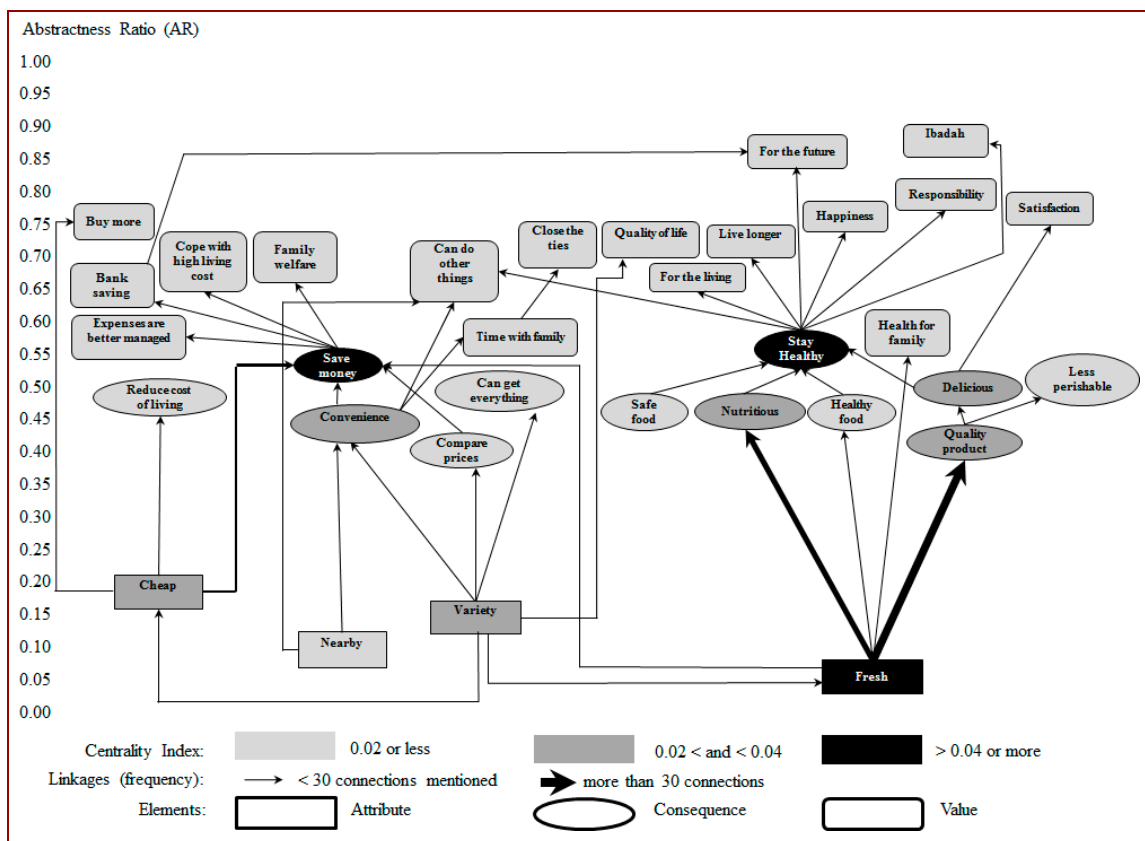 Abstractness Ratio (AR)
1.00
0.95
0.90
0.85
0.80
0.75
0.70
0.65
0.60
0.55
0.50
0.45
0.40
0.35
0.30
0.25
0.20
0.15
0.10
0.05
0.00
Ibadah
For the future
Responsibility
Satisfaction
Buy more
Happiness
Cope with
high living
cost
Family
welfare
Can do
other
things
Close the
ties
Quality of life
Live longer
Bank
saving
For the living
Expenses are
better managed
Time with family
Health for
family
Save
money
Stay
Healthy
Reduce cost
of living
Can get
everything
Delicious
Less
perishable
Convenience
Safe
food
Nutritious
Healthy
food
Compare
prices
Quality
product
Cheap
Variety
Nearby
Fresh
Centrality Index:
0.02 or less
0.02 < and < 0.04
> 0.04 or more
Linkages (frequency):
< 30 connections mentioned
more than 30 connections
Elements:
Attribute
Consequence
Value